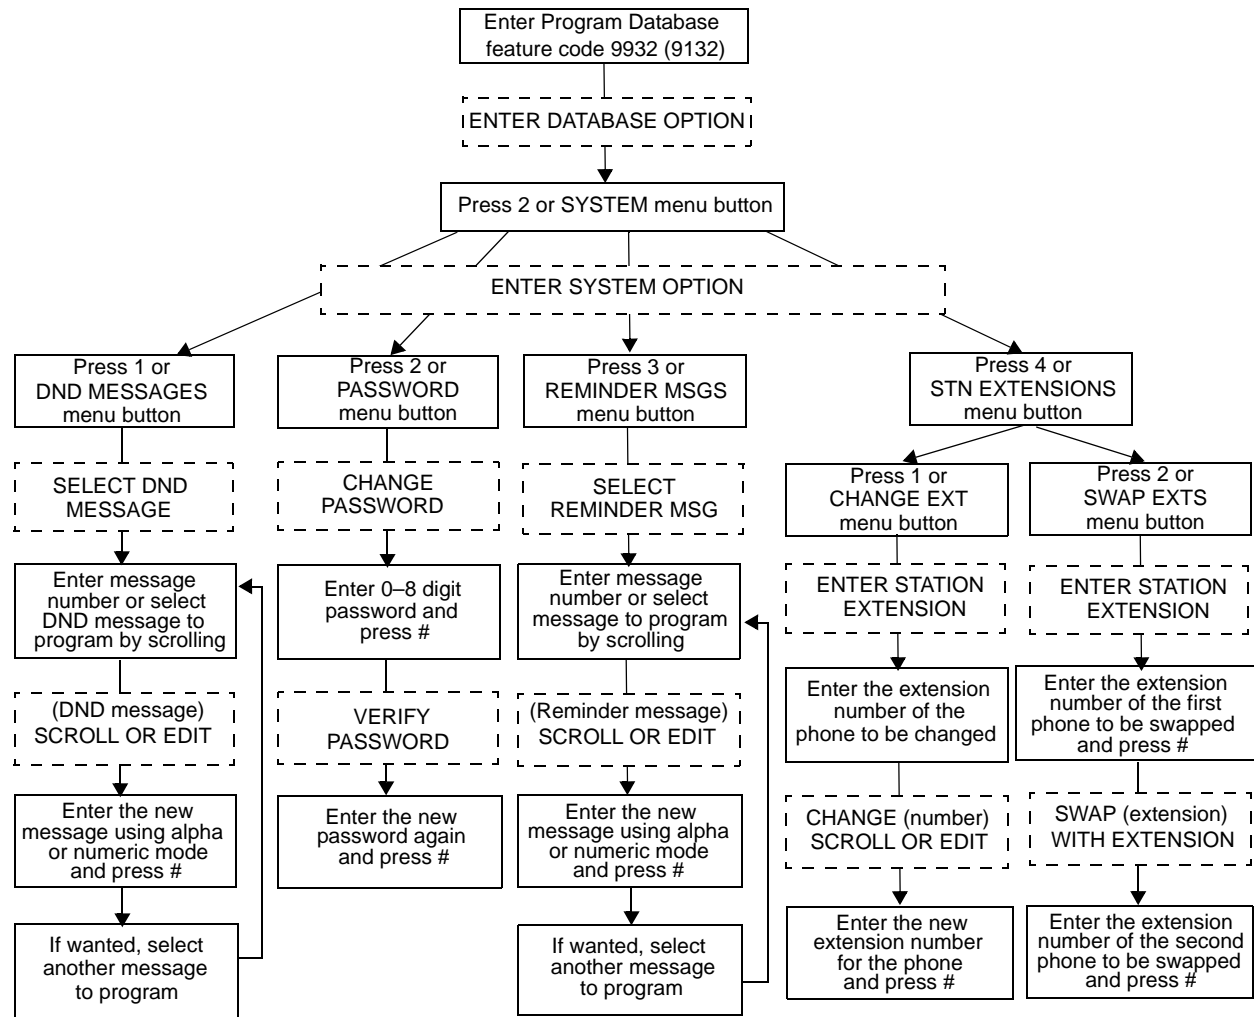 Enter Program Database
feature code 9932 (9132)
ENTER DATABASE OPTION
Press 2 or SYSTEM menu button
ENTER SYSTEM OPTION
Press 1 or
DND MESSAGES
menu button
SELECT DND
MESSAGE
Enter message
number or select
DND message to
program by scrolling
(DND message)
SCROLL OR EDIT
Enter the new
message using alpha
or numeric mode
and press #
If wanted, select
another message
to program
Press 2 or
PASSWORD
menu button
CHANGE
PASSWORD
Enter 0–8 digit
password and
press #
VERIFY
PASSWORD
Enter the new
password again
and press #
Press 3 or
REMINDER MSGS
menu button
SELECT
REMINDER MSG
Enter message
number or select
message to program
by scrolling
(Reminder message)
SCROLL OR EDIT
Enter the new
message using alpha
or numeric mode
and press #
If wanted, select
another message
to program
Press 4 or
STN EXTENSIONS
menu button
Press 1 or
CHANGE EXT
menu button
ENTER STATION
EXTENSION
Enter the extension
number of the
phone to be changed
CHANGE (number)
SCROLL OR EDIT
Enter the new
extension number
for the phone
and press #
Press 2 or
SWAP EXTS
menu button
ENTER STATION
EXTENSION
Enter the extension
number of the first
phone to be swapped
and press #
SWAP (extension)
WITH EXTENSION
Enter the extension
number of the second
phone to be swapped
and press #